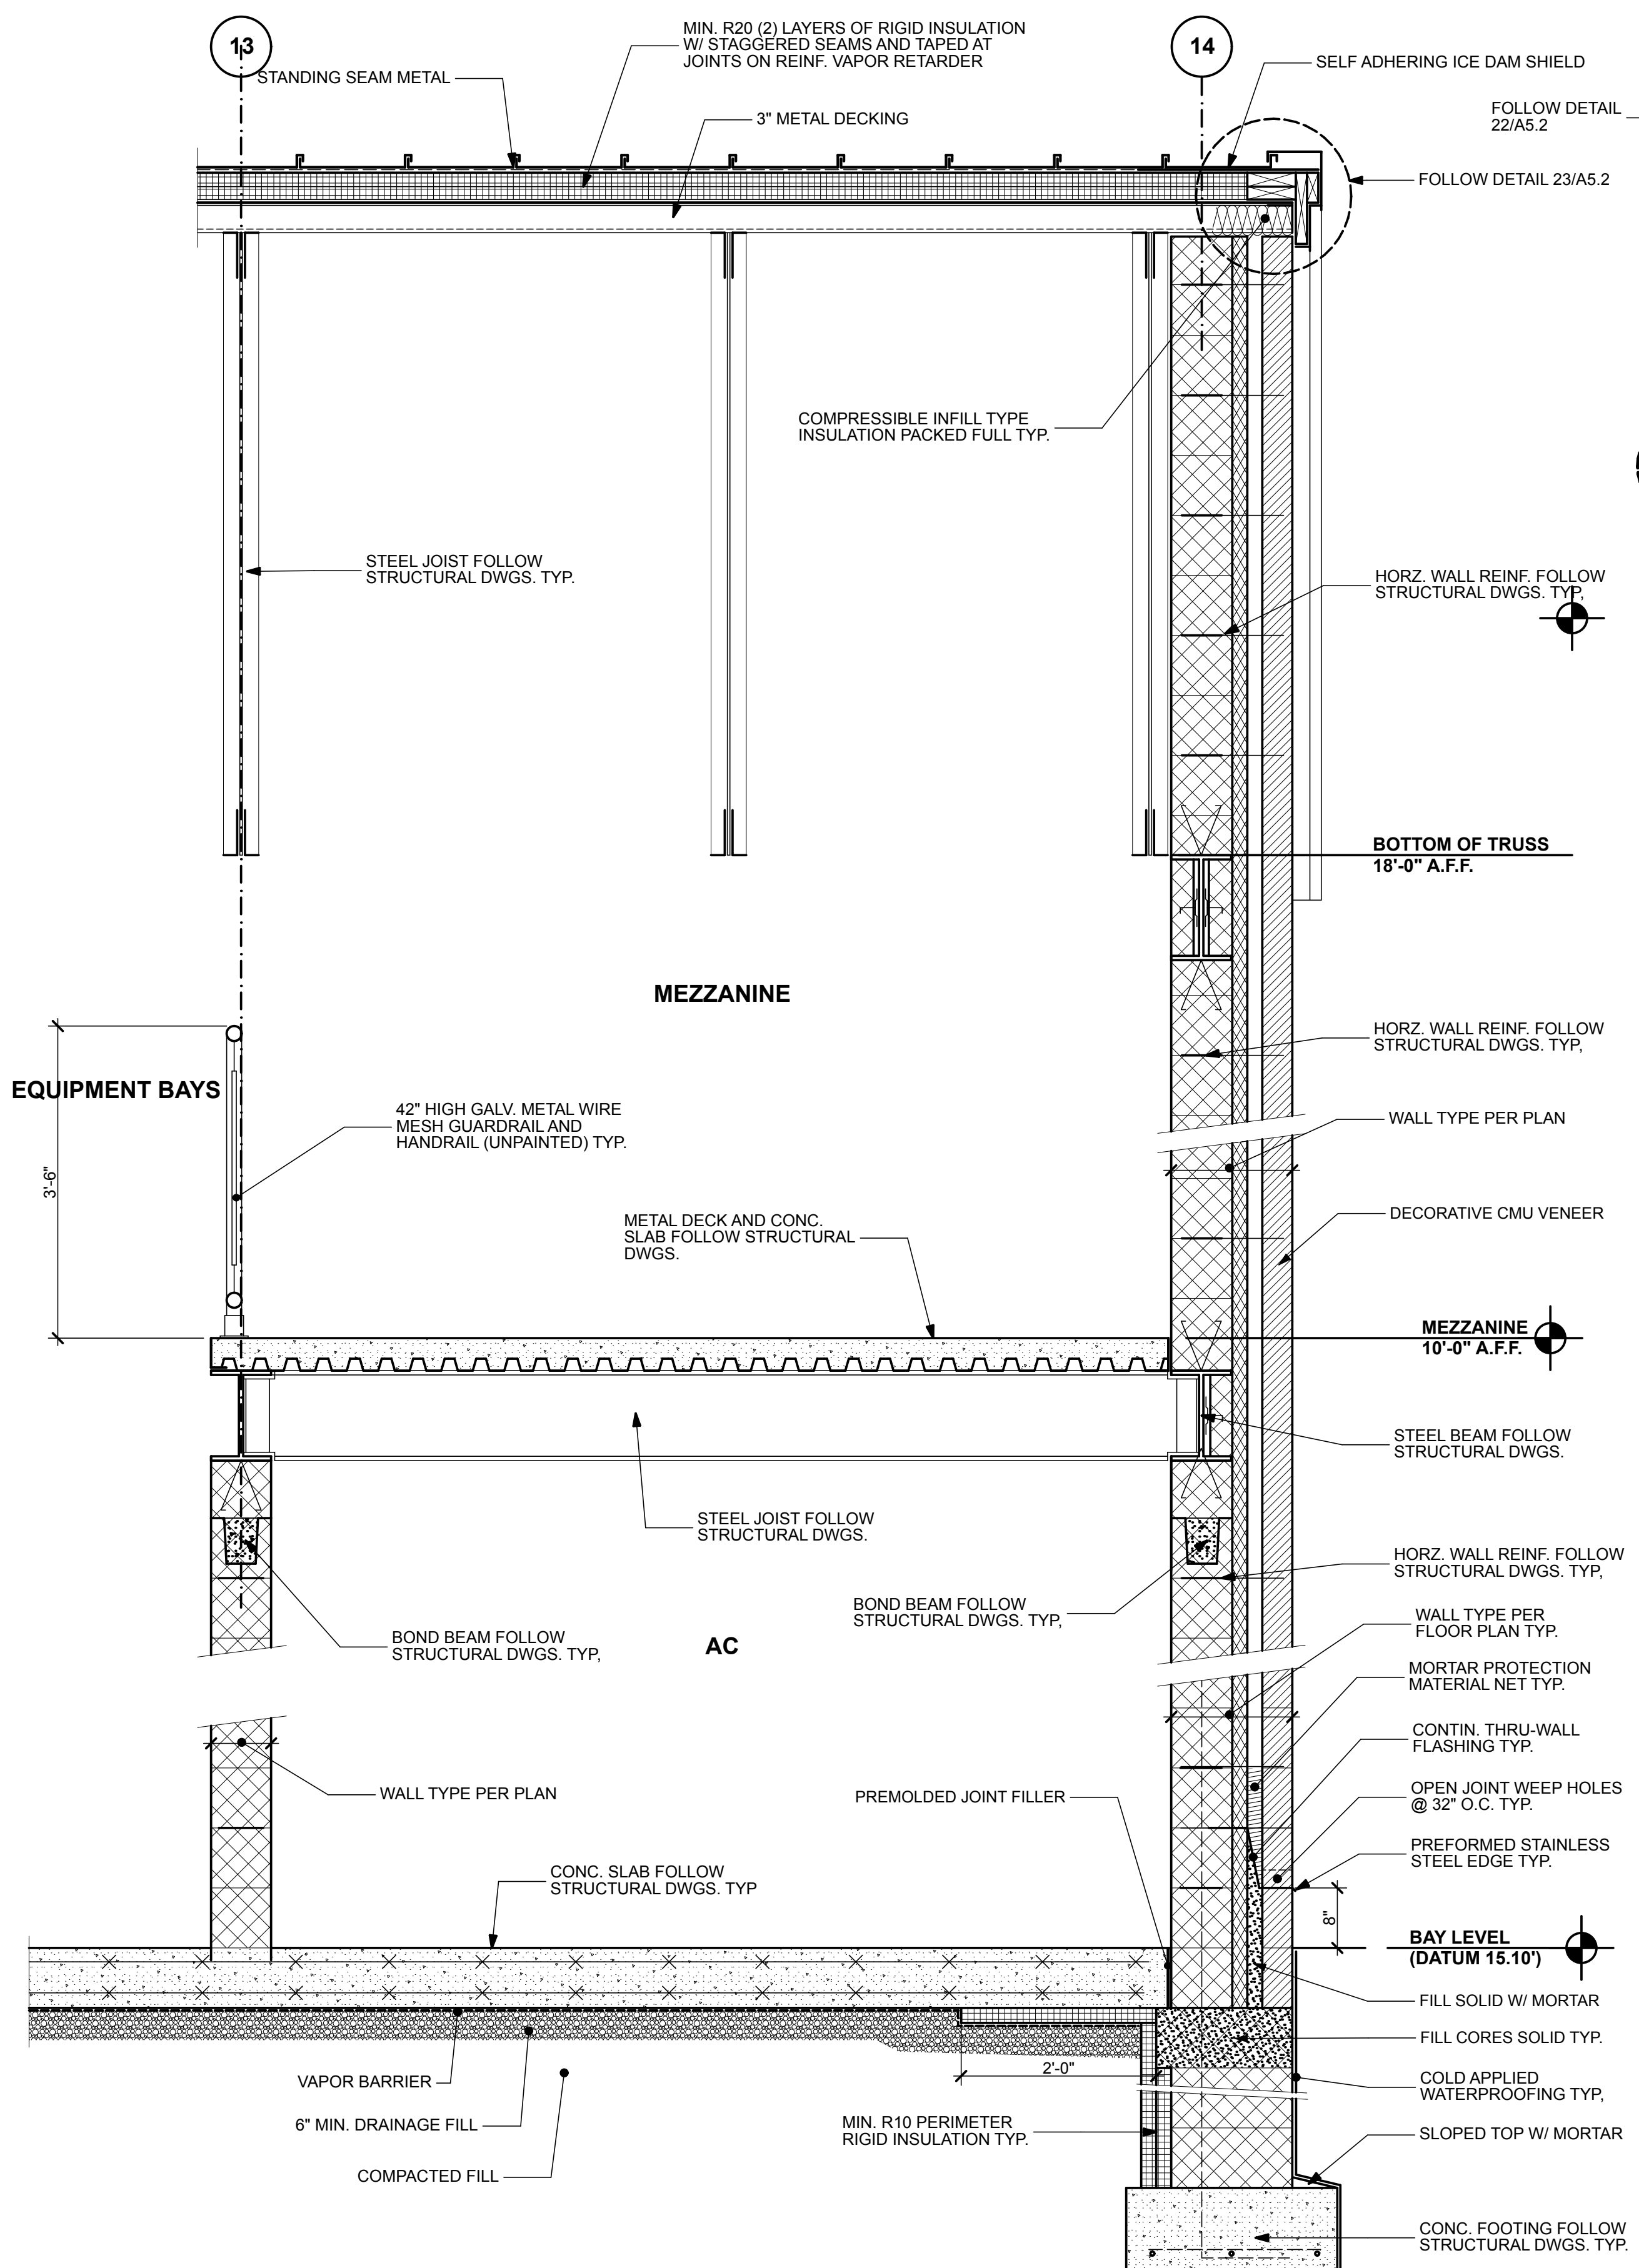 13
14
MIN. R20 (2) LAYERS OF RIGID INSULATION
W/ STAGGERED SEAMS AND TAPED AT
JOINTS ON REINF. VAPOR RETARDER
STANDING SEAM METAL
SELF ADHERING ICE DAM SHIELD
FOLLOW DETAIL
22/A5.2
3" METAL DECKING
FOLLOW DETAIL 23/A5.2
COMPRESSIBLE INFILL TYPE
INSULATION PACKED FULL TYP.
STEEL JOIST FOLLOW
STRUCTURAL DWGS. TYP.
HORZ. WALL REINF. FOLLOW
STRUCTURAL DWGS. TYP,
BOTTOM OF TRUSS
18'-0" A.F.F.
MEZZANINE
HORZ. WALL REINF. FOLLOW
STRUCTURAL DWGS. TYP,
EQUIPMENT BAYS
3'-6"
42" HIGH GALV. METAL WIRE
MESH GUARDRAIL AND
HANDRAIL (UNPAINTED) TYP.
WALL TYPE PER PLAN
METAL DECK AND CONC.
SLAB FOLLOW STRUCTURAL
DWGS.
DECORATIVE CMU VENEER
MEZZANINE
10'-0" A.F.F.
STEEL BEAM FOLLOW
STRUCTURAL DWGS.
STEEL JOIST FOLLOW
STRUCTURAL DWGS.
HORZ. WALL REINF. FOLLOW
STRUCTURAL DWGS. TYP,
BOND BEAM FOLLOW
STRUCTURAL DWGS. TYP,
WALL TYPE PER
FLOOR PLAN TYP.
BOND BEAM FOLLOW
STRUCTURAL DWGS. TYP,
AC
MORTAR PROTECTION
MATERIAL NET TYP.
CONTIN. THRU-WALL
FLASHING TYP.
WALL TYPE PER PLAN
PREMOLDED JOINT FILLER
OPEN JOINT WEEP HOLES
@ 32" O.C. TYP.
PREFORMED STAINLESS
STEEL EDGE TYP.
CONC. SLAB FOLLOW
STRUCTURAL DWGS. TYP
8"
BAY LEVEL
(DATUM 15.10')
FILL SOLID W/ MORTAR
FILL CORES SOLID TYP.
2'-0"
VAPOR BARRIER
COLD APPLIED
WATERPROOFING TYP,
6" MIN. DRAINAGE FILL
MIN. R10 PERIMETER
RIGID INSULATION TYP.
SLOPED TOP W/ MORTAR
COMPACTED FILL
CONC. FOOTING FOLLOW
STRUCTURAL DWGS. TYP.